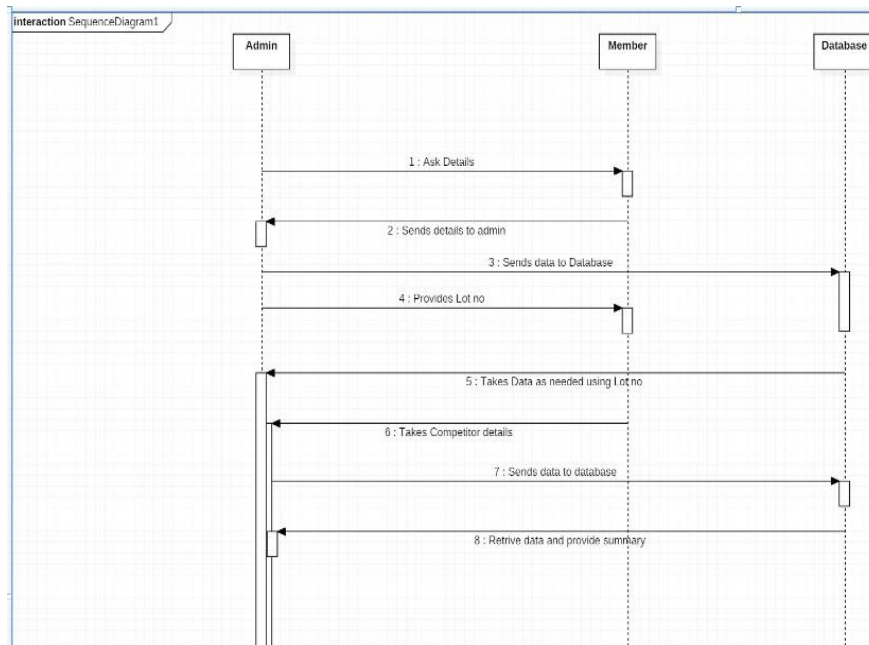 interaction SequenceDiagram1
Admin
Member
Database
1 : Ask Details
2 : Sends details to admin
3 : Sends data to Database
4 : Provides Lot no
5 : Takes Data as needed using Lot no
6 : Takes Competitor details
7 : Sends data to database
8 : Retrive data and provide summary